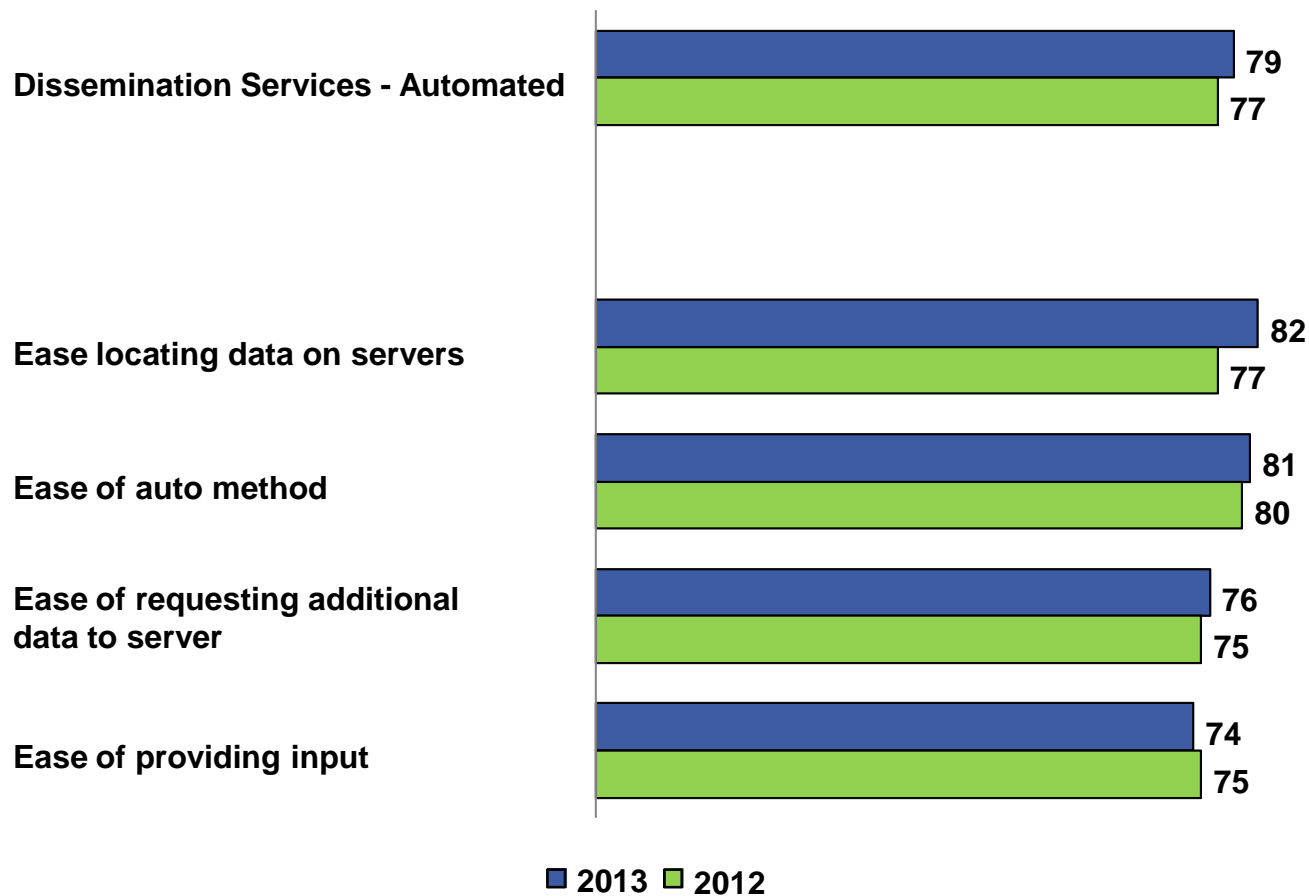 Dissemination Services - Automated
79
77
Ease locating data on servers
82
77
Ease of auto method
81
80
Ease of requesting additional
data to server
76
75
Ease of providing input
74
75
2013 2012